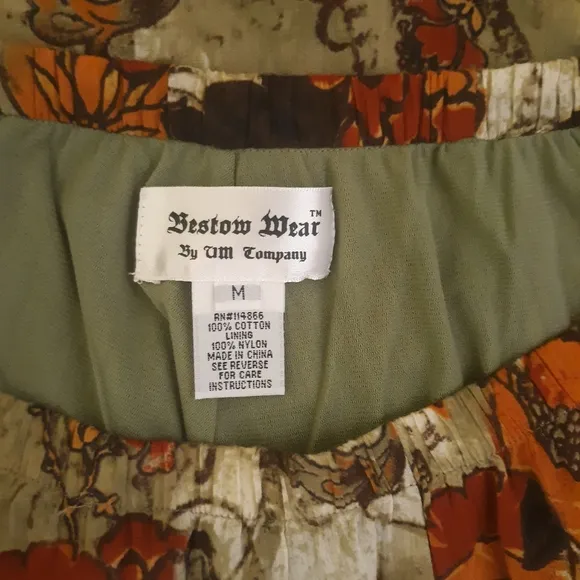 Bestow Wear™
By UM Company
M
RN#114866
100% COTTON
LINING
100% NYLON
MADE IN CHINA
SEE REVERSE
FOR CARE
INSTRUCTIONS